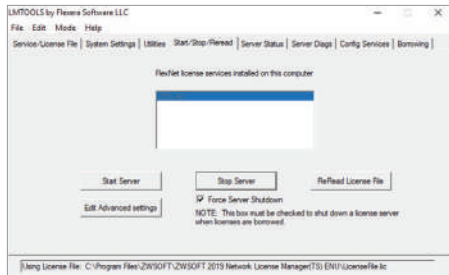 LMTOOLS by Flexera Software LLC
File Edit Mode Help
Service/License File System Settings Utilities Start/Stop/Reread Server Status Server Diags Config Services Borrowing
FlexNet license services installed on this computer
Start Server Stop Server ReRead License File
Edit Advanced settings Force Server Shutdown
NOTE: This box must be checked to shut down a license server
when licenses are borrowed.
Using License File: C:\Program Files\ZWSOFT\ZWSOFT 2019 Network License Manager(TS) ENU\LicenseFile.lic